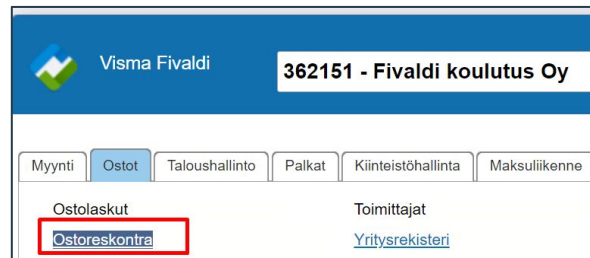 Visma Fivaldi
362151 - Fivaldi koulutus Oy
Myynti Ostot Taloushallinto Palkat Kiinteistöhallinta Maksuliikenne
Ostolaskut Toimittajat
Ostoreskontra Yritysrekisteri